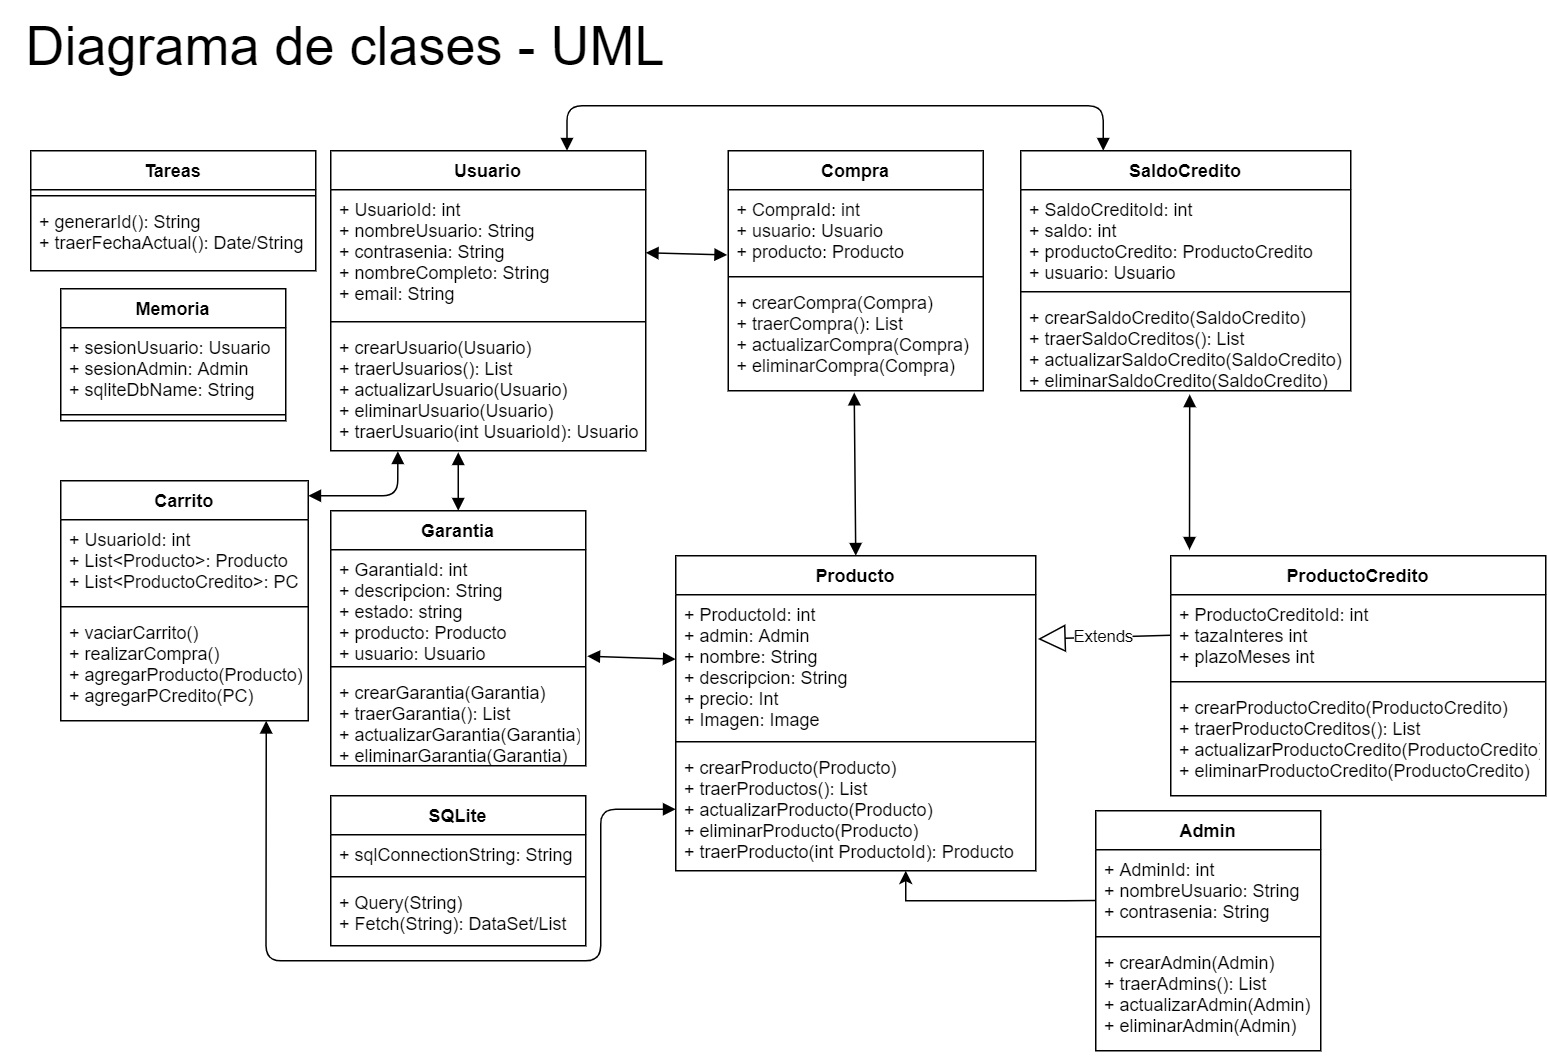 Diagrama de clases - UML
Tareas
+ generarId(): String
+ traerFechaActual(): Date/String
Memoria
+ sesionUsuario: Usuario
+ sesionAdmin: Admin
+ sqliteDbName: String
Usuario
+ UsuarioId: int
+ nombreUsuario: String
+ contrasenia: String
+ nombreCompleto: String
+ email: String
+ crearUsuario(Usuario)
+ traerUsuarios(): List
+ actualizarUsuario(Usuario)
+ eliminarUsuario(Usuario)
+ traerUsuario(int UsuarioId): Usuario
Compra
+ CompraId: int
+ usuario: Usuario
+ producto: Producto
+ crearCompra(Compra)
+ traerCompra(): List
+ actualizarCompra(Compra)
+ eliminarCompra(Compra)
SaldoCredito
+ SaldoCreditoId: int
+ saldo: int
+ productoCredito: ProductoCredito
+ usuario: Usuario
+ crearSaldoCredito(SaldoCredito)
+ traerSaldoCreditos(): List
+ actualizarSaldoCredito(SaldoCredito)
+ eliminarSaldoCredito(SaldoCredito)
Carrito
+ UsuarioId: int
+ List<Producto>: Producto
+ List<ProductoCredito>: PC
+ vaciarCarrito()
+ realizarCompra()
+ agregarProducto(Producto)
+ agregarPCredito(PC)
Garantia
+ GarantiaId: int
+ descripcion: String
+ estado: string
+ producto: Producto
+ usuario: Usuario
+ crearGarantia(Garantia)
+ traerGarantia(): List
+ actualizarGarantia(Garantia)
+ eliminarGarantia(Garantia)
Producto
+ ProductoId: int
+ admin: Admin
+ nombre: String
+ descripcion: String
+ precio: Int
+ Imagen: Image
+ crearProducto(Producto)
+ traerProductos(): List
+ actualizarProducto(Producto)
+ eliminarProducto(Producto)
+ traerProducto(int ProductoId): Producto
Extends
ProductoCredito
+ ProductoCreditoId: int
+ tazaInteres int
+ plazoMeses int
+ crearProductoCredito(ProductoCredito)
+ traerProductoCreditos(): List
+ actualizarProductoCredito(ProductoCredito
+ eliminarProductoCredito(ProductoCredito)
SQLite
+ sqlConnectionString: String
+ Query(String)
+ Fetch(String): DataSet/List
Admin
+ AdminId: int
+ nombreUsuario: String
+ contrasenia: String
+ crearAdmin(Admin)
+ traerAdmins(): List
+ actualizarAdmin(Admin)
+ eliminarAdmin(Admin)